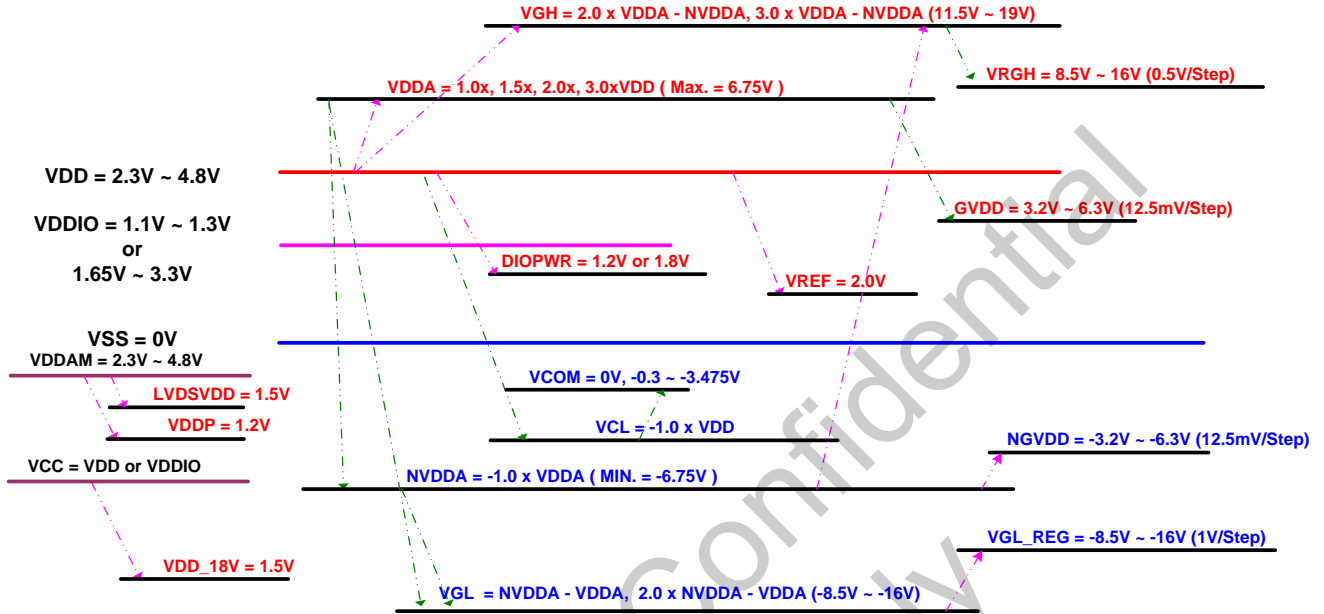 VGH = 2.0 x VDDA - NVDDA, 3.0 x VDDA - NVDDA (11.5V ~ 19V)
VRGH = 8.5V ~ 16V (0.5V/Step)
VDDA = 1.0x, 1.5x, 2.0x, 3.0xVDD ( Max. = 6.75V )
VDD = 2.3V ~ 4.8V
GVDD = 3.2V ~ 6.3V (12.5mV/Step)
VDDIO = 1.1V ~ 1.3V
or
1.65V ~ 3.3V
DIOPWR = 1.2V or 1.8V
VREF = 2.0V
VSS = 0V
VDDAM = 2.3V ~ 4.8V
LVDSVDD = 1.5V
VDDP = 1.2V
VCOM = 0V, -0.3 ~ -3.475V
VCL = -1.0 x VDD
NGVDD = -3.2V ~ -6.3V (12.5mV/Step)
VCC = VDD or VDDIO
NVDDA = -1.0 x VDDA ( MIN. = -6.75V )
VGL_REG = -8.5V ~ -16V (1V/Step)
VDD_18V = 1.5V
VGL = NVDDA - VDDA, 2.0 x NVDDA - VDDA (-8.5V ~ -16V)
Confidential